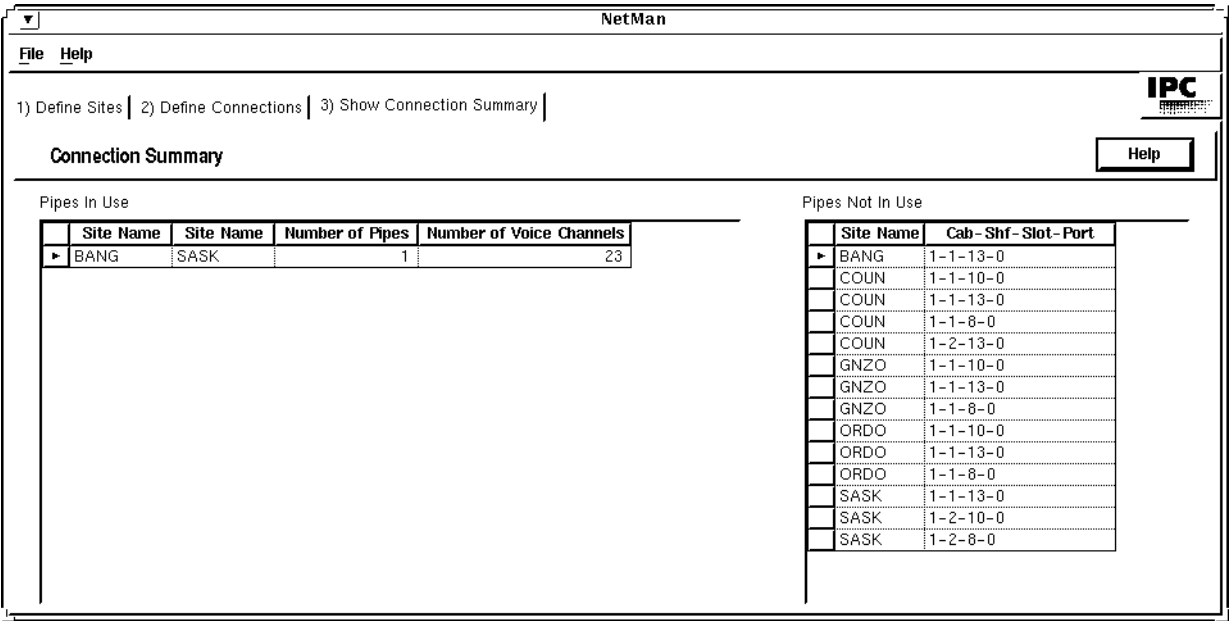 NetMan
File Help
1) Define Sites 2) Define Connections 3) Show Connection Summary
IPC
Connection Summary
Help
Pipes In Use
Site Name Site Name Number of Pipes Number of Voice Channels
BANG SASK 1 23
Pipes Not In Use
Site Name Cab-Shf-Slot-Port
BANG 1-1-13-0
COUN 1-1-10-0
COUN 1-1-13-0
COUN 1-1-8-0
COUN 1-2-13-0
GNZO 1-1-10-0
GNZO 1-1-13-0
GNZO 1-1-8-0
ORDO 1-1-10-0
ORDO 1-1-13-0
ORDO 1-1-8-0
SASK 1-1-13-0
SASK 1-2-10-0
SASK 1-2-8-0